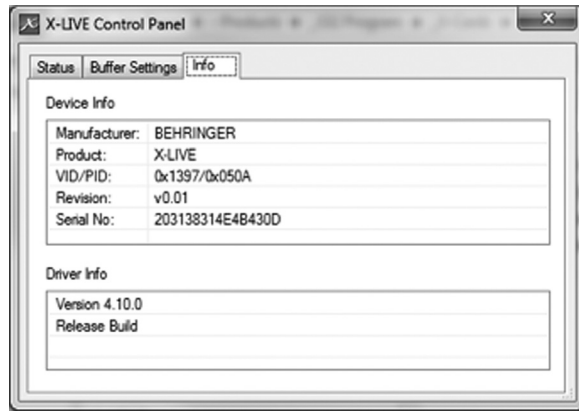 X-LIVE Control Panel
Status Buffer Settings Info
Device Info
Manufacturer: BEHRINGER
Product: X-LIVE
VID/PID: 0x1397/0x050A
Revision: v0.01
Serial No: 203138314E4B430D
Driver Info
Version 4.10.0
Release Build